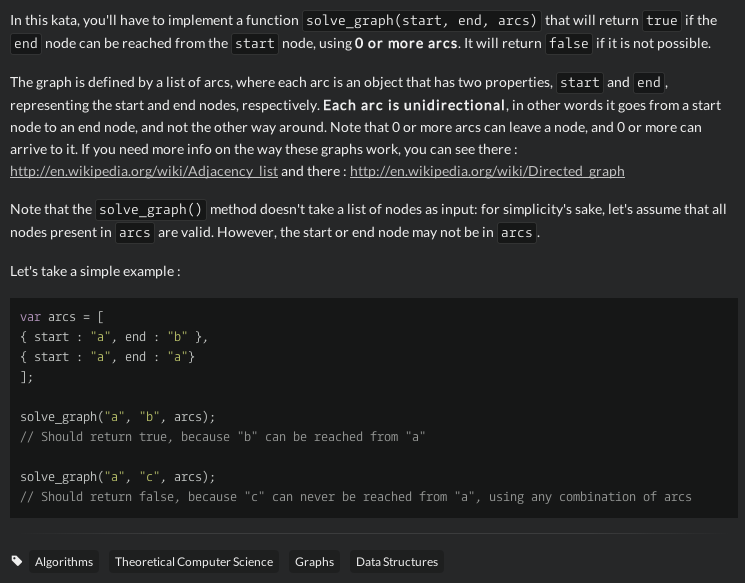 In this kata, you'll have to implement a function solve_graph(start, end, arcs) that will return true if the
end node can be reached from the start node, using 0 or more arcs. It will return false if it is not possible.
The graph is defined by a list of arcs, where each arc is an object that has two properties, start and end,
representing the start and end nodes, respectively. Each arc is unidirectional, in other words it goes from a start
node to an end node, and not the other way around. Note that 0 or more arcs can leave a node, and 0 or more can
arrive to it. If you need more info on the way these graphs work, you can see there :
http://en.wikipedia.org/wiki/Adjacency_list and there : http://en.wikipedia.org/wiki/Directed_graph
Note that the solve_graph() method doesn't take a list of nodes as input: for simplicity's sake, let's assume that all
nodes present in arcs are valid. However, the start or end node may not be in arcs.
Let's take a simple example :
var arcs = [
{ start : "a", end : "b" },
{ start : "a", end : "a"}
];
solve_graph("a", "b", arcs);
// Should return true, because "b" can be reached from "a"
solve_graph("a", "c", arcs);
// Should return false, because "c" can never be reached from "a", using any combination of arcs
Algorithms Theoretical Computer Science Graphs Data Structures